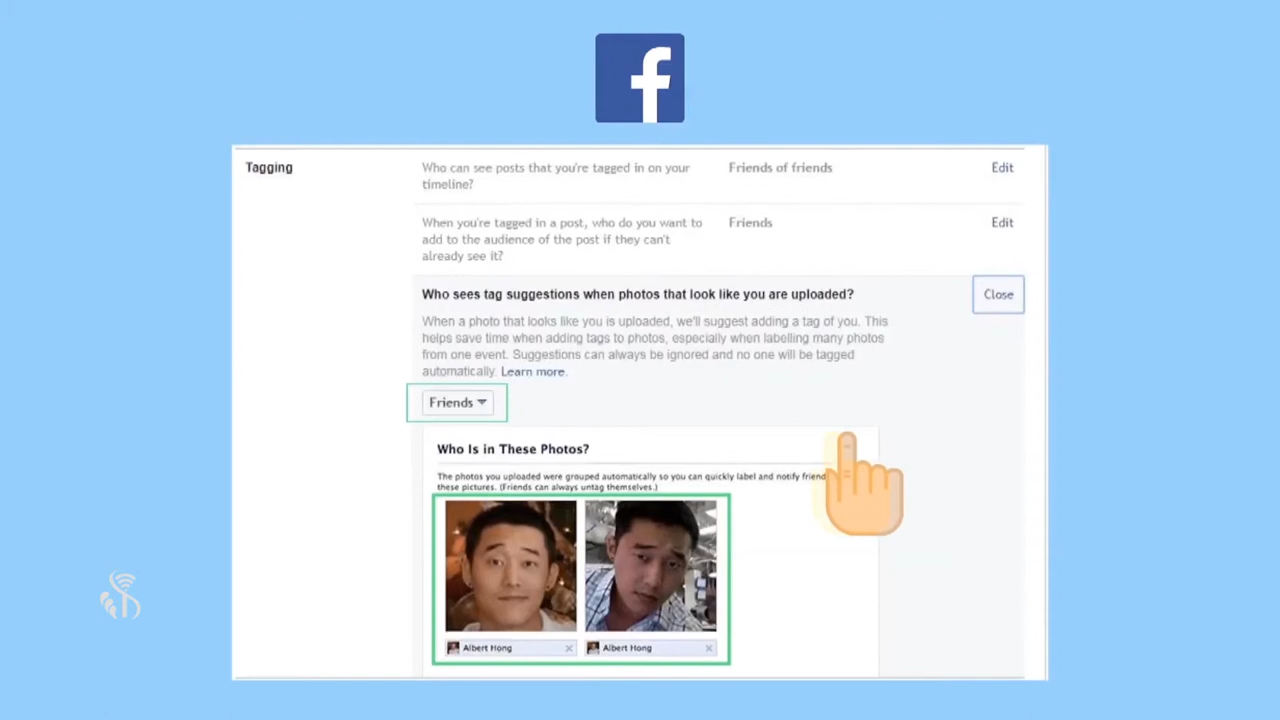 f
Tagging
Who can see posts that you're tagged in on your
timeline?
Friends of friends
Edit
When you're tagged in a post, who do you want to
add to the audience of the post if they can't
already see it?
Friends
Edit
Who sees tag suggestions when photos that look like you are uploaded?
Close
When a photo that looks like you is uploaded, we'll suggest adding a tag of you. This
helps save time when adding tags to photos, especially when labelling many photos
from one event. Suggestions can always be ignored and no one will be tagged
automatically. Learn more.
Friends
Who Is in These Photos?
The photos you uploaded were grouped automatically so you can quickly label and notify friend
these pictures. (Friends can always untag themselves.)
Albert Hong
Albert Hong